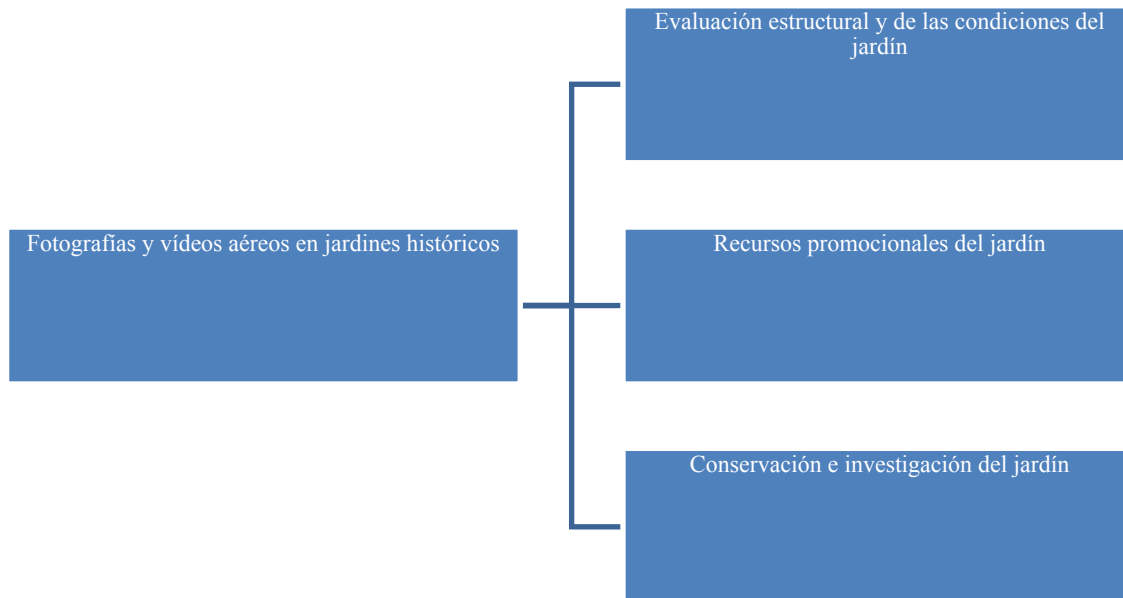 Evaluación estructural y de las condiciones del
jardín
Fotografías y vídeos aéreos en jardines históricos
Recursos promocionales del jardín
Conservación e investigación del jardín